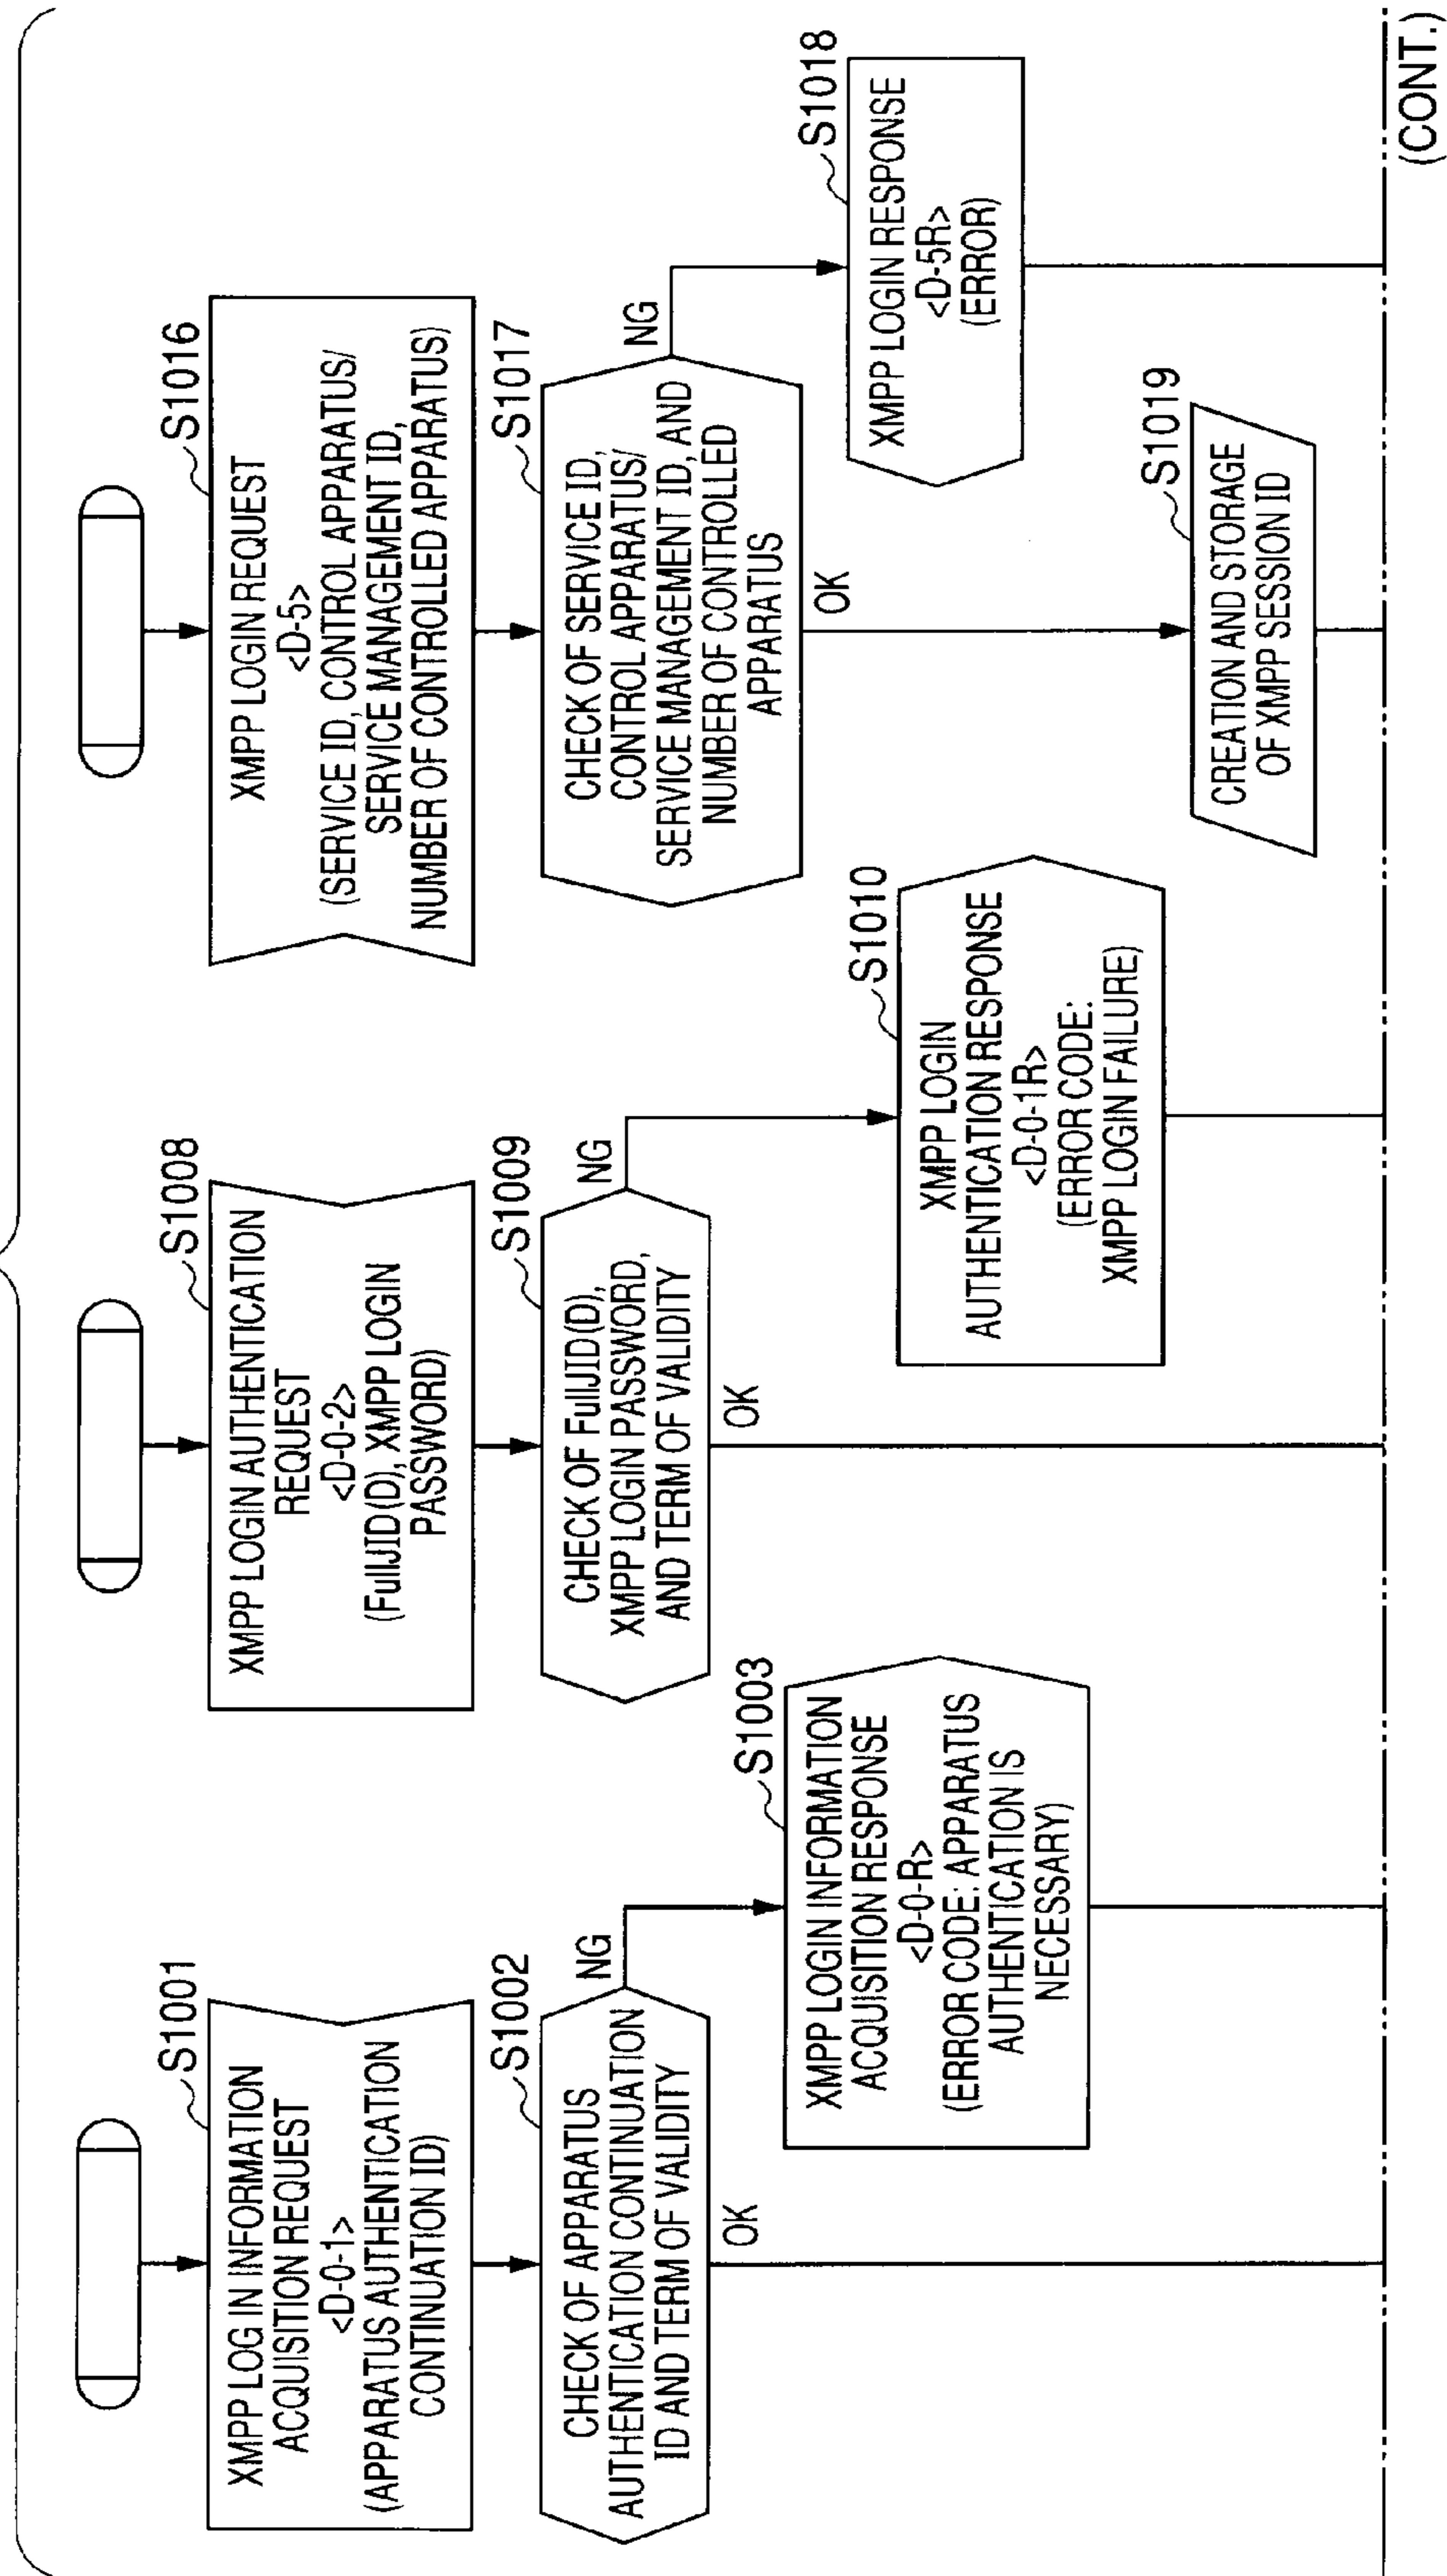 S1001
XMPP LOG IN INFORMATION
ACQUISITION REQUEST
<D-0-1>
(APPARATUS AUTHENTICATION
CONTINUATION ID)
S1002
CHECK OF APPARATUS
AUTHENTICATION CONTINUATION
ID AND TERM OF VALIDITY
NG
OK
S1003
XMPP LOGIN INFORMATION
ACQUISITION RESPONSE
<D-0-R>
(ERROR CODE: APPARATUS
AUTHENTICATION IS
NECESSARY)
S1008
XMPP LOGIN AUTHENTICATION
REQUEST
<D-0-2>
(FullJID(D), XMPP LOGIN
PASSWORD)
S1009
CHECK OF FullJID(D),
XMPP LOGIN PASSWORD,
AND TERM OF VALIDITY
NG
OK
S1010
XMPP LOGIN
AUTHENTICATION RESPONSE
<D-0-1R>
(ERROR CODE:
XMPP LOGIN FAILURE)
S1016
XMPP LOGIN REQUEST
<D-5>
(SERVICE ID, CONTROL APPARATUS/
SERVICE MANAGEMENT ID,
NUMBER OF CONTROLLED APPARATUS)
S1017
CHECK OF SERVICE ID,
CONTROL APPARATUS/
SERVICE MANAGEMENT ID, AND
NUMBER OF CONTROLLED
APPARATUS
NG
OK
S1018
XMPP LOGIN RESPONSE
<D-5R>
(ERROR)
S1019
CREATION AND STORAGE
OF XMPP SESSION ID
(CONT.)